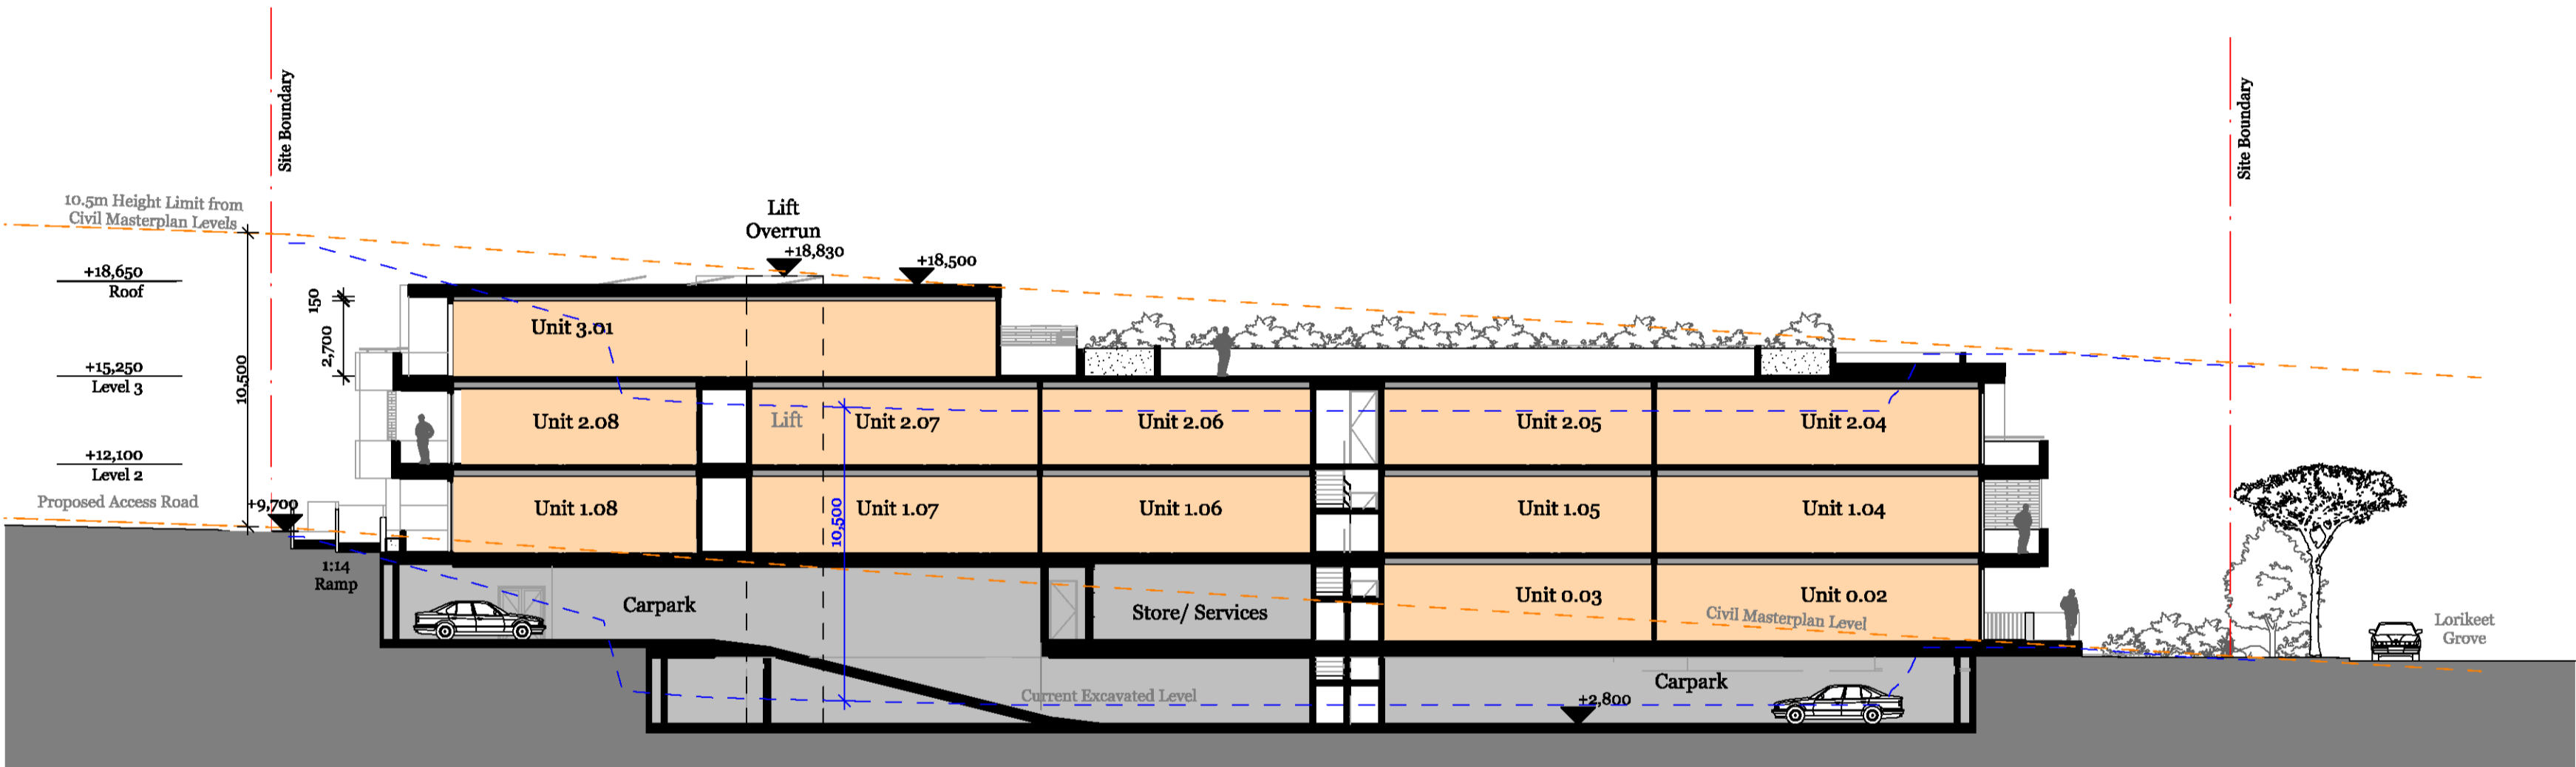 Site Boundary
Site Boundary
10.5m Height Limit from
Civil Masterplan Levels
Lift
Overrun
+18,830
+18,500
+18,650
Roof
150
2,700
Unit 3.01
+15,250
Level 3
10,500
Unit 2.08
Lift
Unit 2.07
Unit 2.06
Unit 2.05
Unit 2.04
+12,100
Level 2
Proposed Access Road
+9,700
Unit 1.08
10,500
Unit 1.07
Unit 1.06
Unit 1.05
Unit 1.04
1:14
Ramp
Carpark
Store/ Services
Unit 0.03
Unit 0.02
Civil Masterplan Level
Lorikeet
Grove
Current Excavated Level
Carpark
+2,800